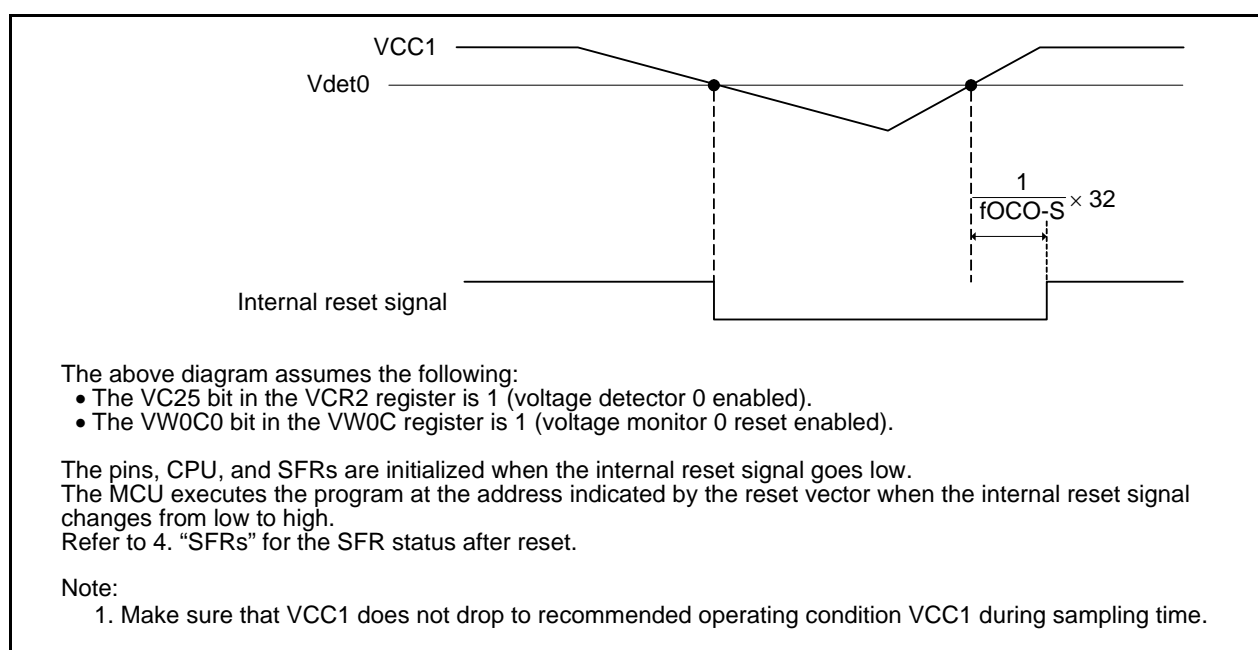 VCC1
Vdet0
1
fOCO-S × 32
Internal reset signal
The above diagram assumes the following:
• The VC25 bit in the VCR2 register is 1 (voltage detector 0 enabled).
• The VW0C0 bit in the VW0C register is 1 (voltage monitor 0 reset enabled).
The pins, CPU, and SFRs are initialized when the internal reset signal goes low.
The MCU executes the program at the address indicated by the reset vector when the internal reset signal
changes from low to high.
Refer to 4. “SFRs” for the SFR status after reset.
Note:
1. Make sure that VCC1 does not drop to recommended operating condition VCC1 during sampling time.